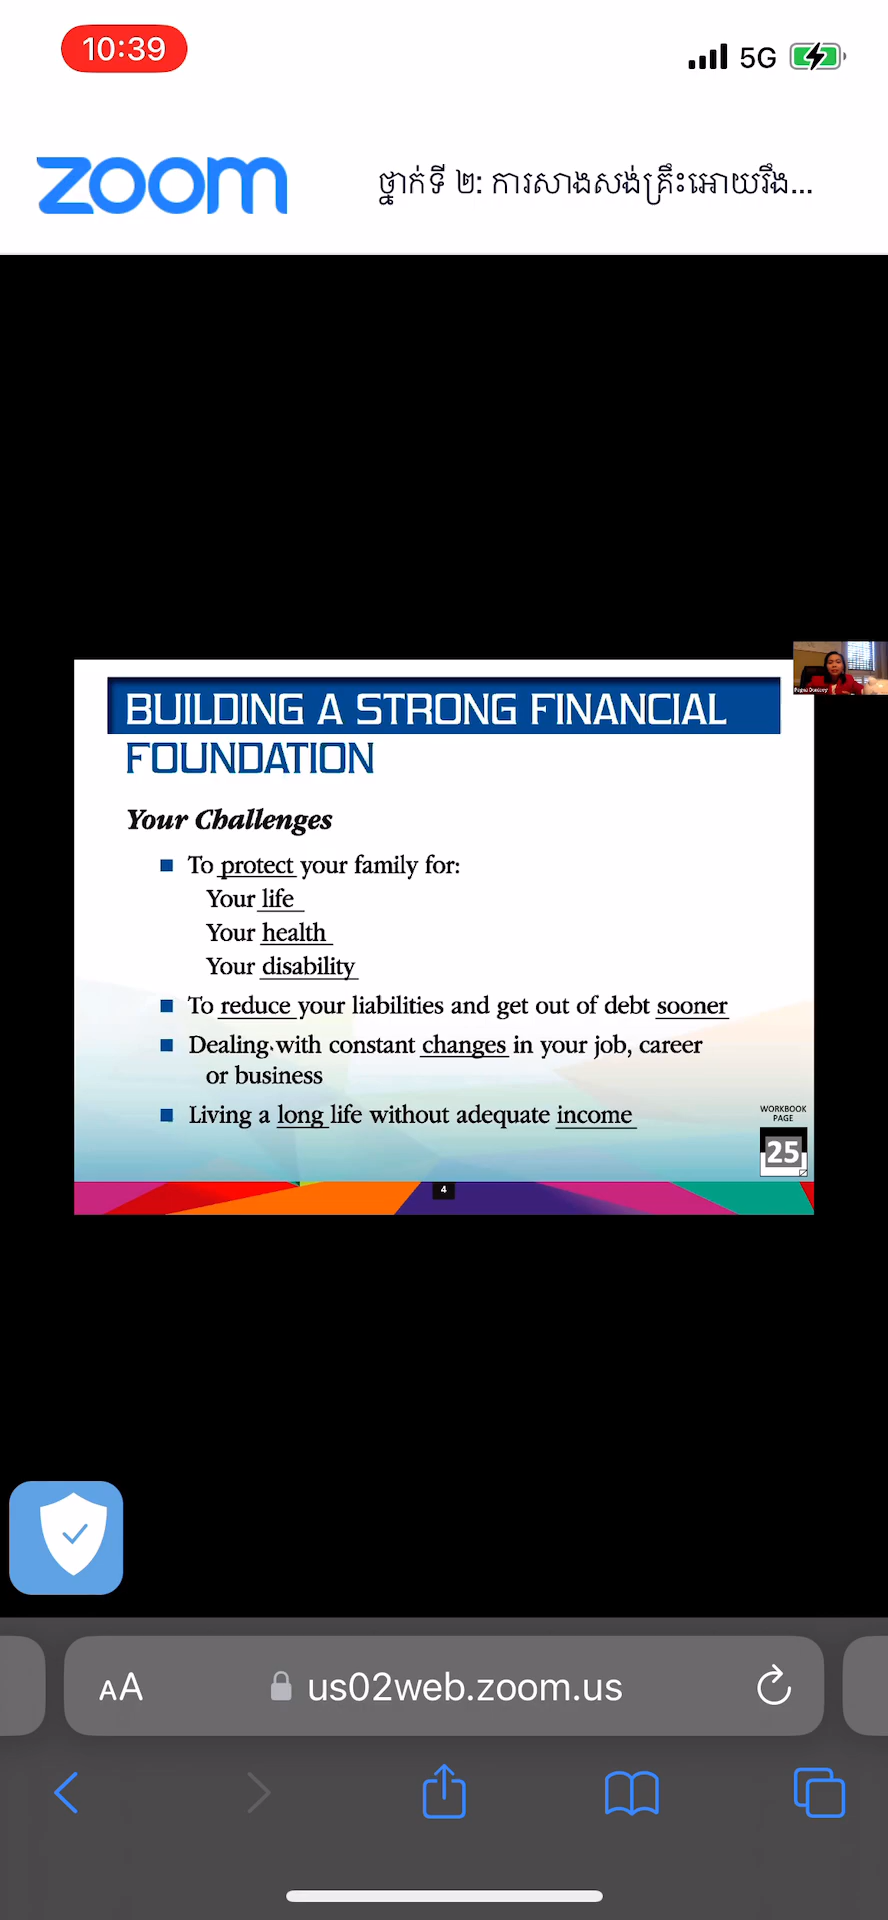 10:39
5G
zoom
ថ្នាក់ទី ២: ការសាងសង់គ្រឹះអោយរឹង...
BUILDING A STRONG FINANCIAL
FOUNDATION
Your Challenges
To protect your family for:
Your life
Your health
Your disability
To reduce your liabilities and get out of debt sooner
Dealing with constant changes in your job, career
or business
Living a long life without adequate income
WORKBOOK
PAGE
25
4
AA
us02web.zoom.us